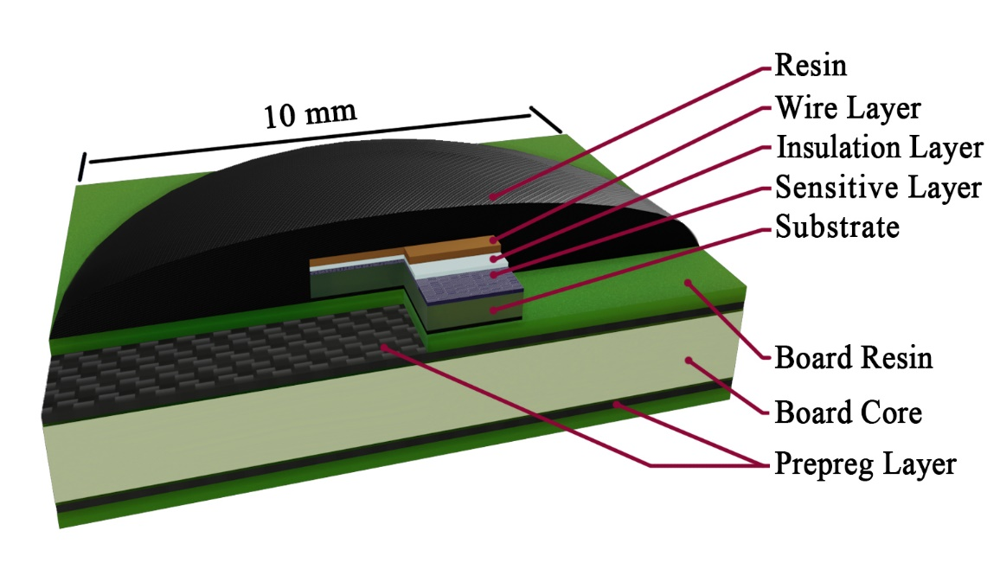 10 mm
Resin
Wire Layer
Insulation Layer
Sensitive Layer
Substrate
Board Resin
Board Core
Prepreg Layer